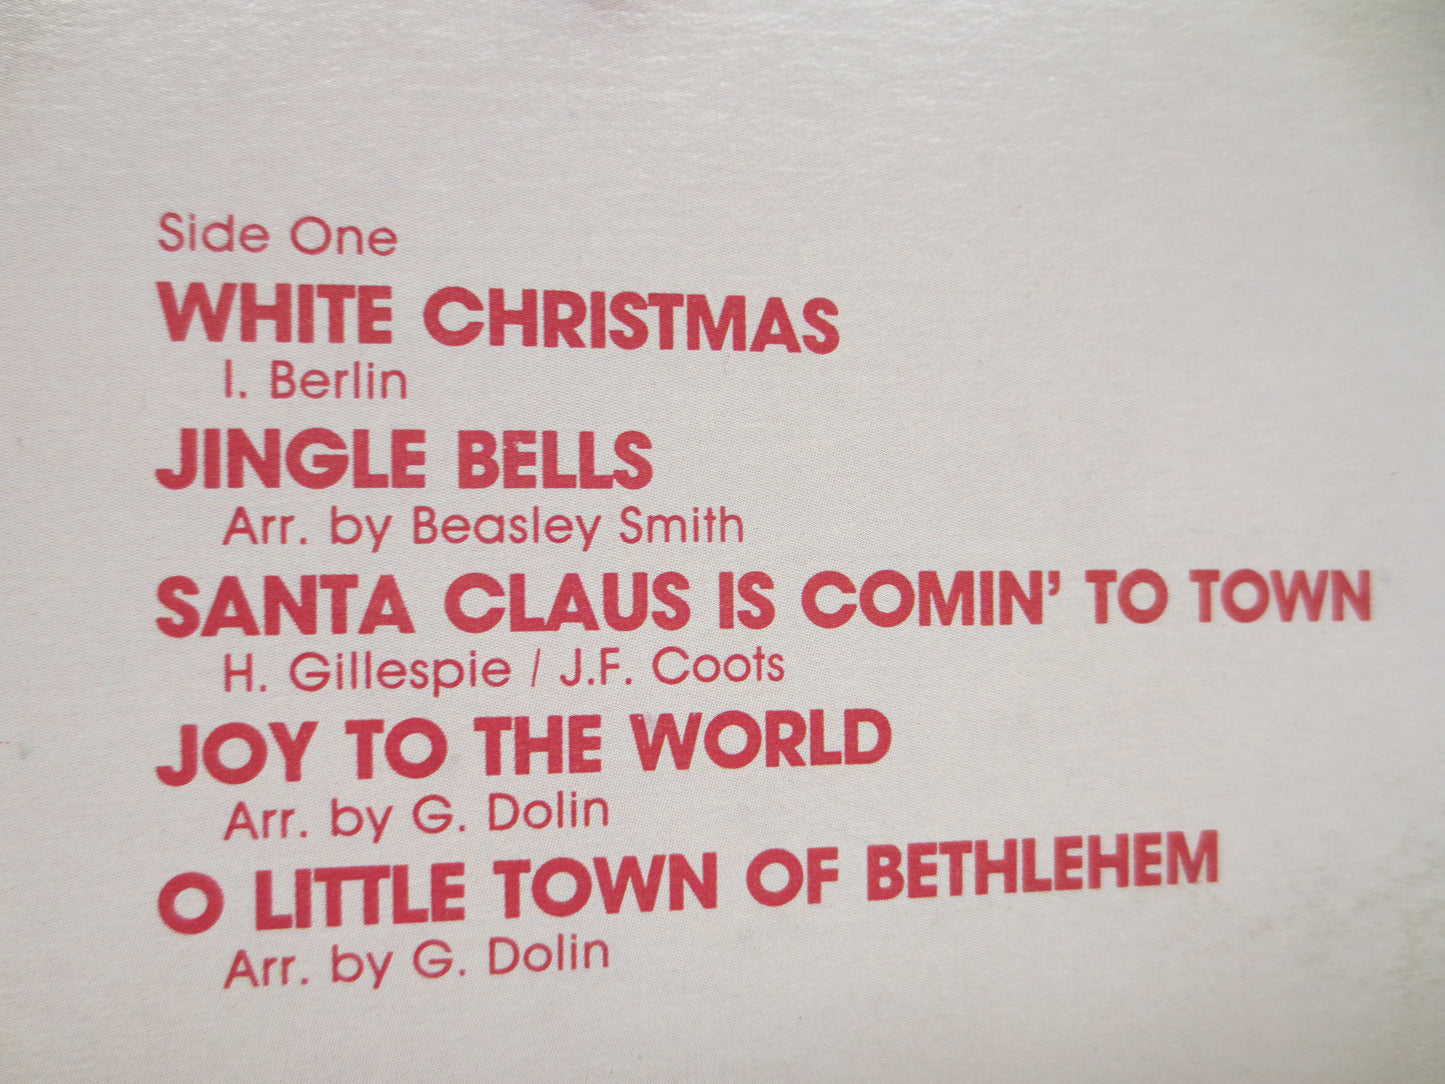 Side One
WHITE CHRISTMAS
I. Berlin
JINGLE BELLS
Arr. by Beasley Smith
SANTA CLAUS IS COMIN' TO TOWN
H. Gillespie / J.F. Coots
JOY TO THE WORLD
Arr. by G. Dolin
O LITTLE TOWN OF BETHLEHEM
Arr. by G. Dolin